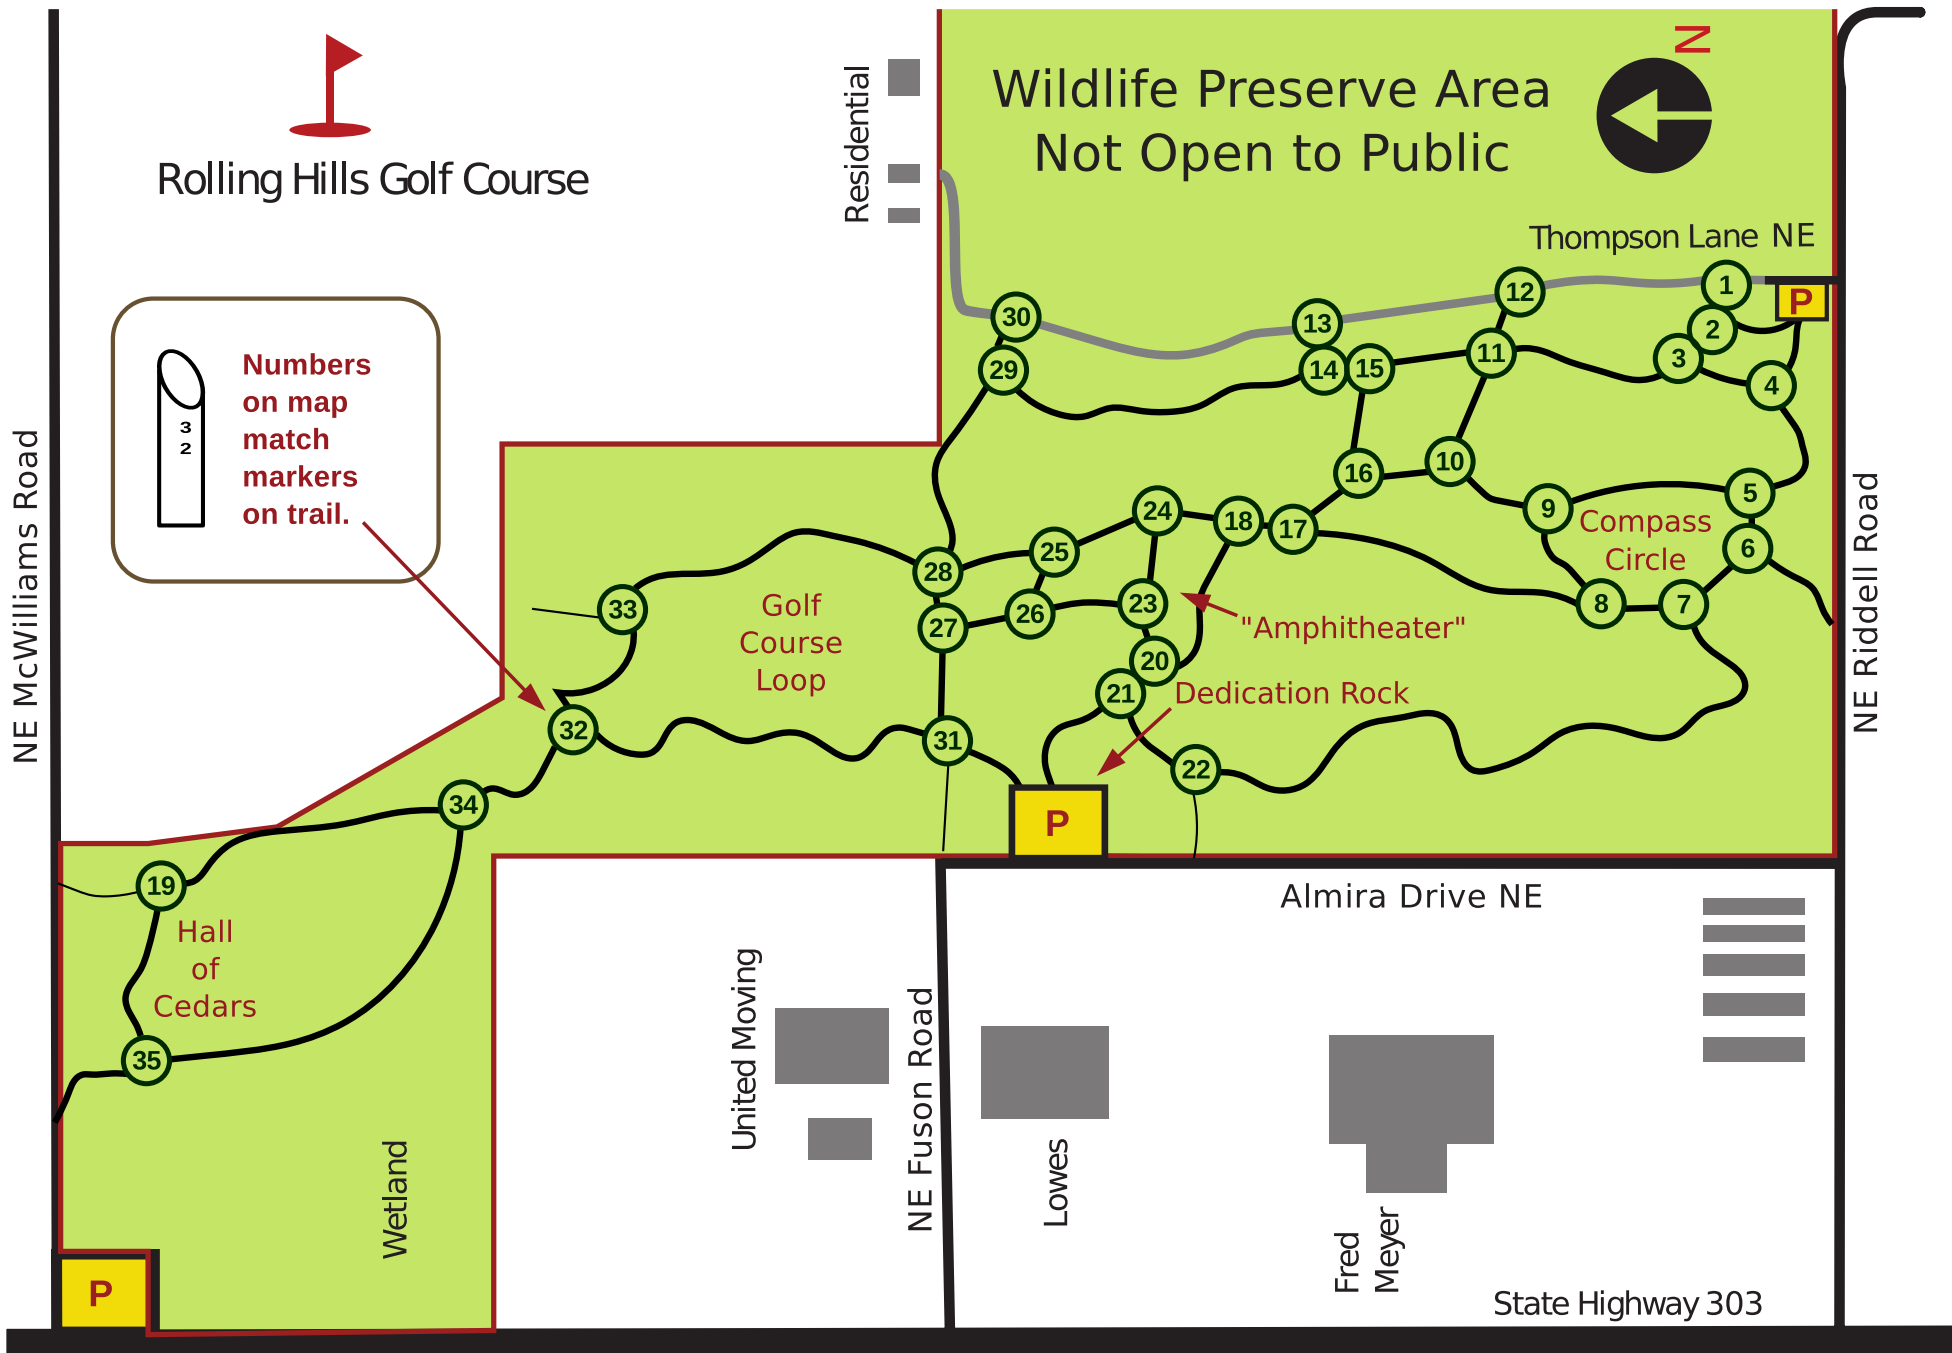 N
Wildlife Preserve Area
Not Open to Public
Residential
Rolling Hills Golf Course
Thompson Lane NE
P
1
2
3
4
12
13
30
11
14
15
29
Numbers
on map
match
markers
on trail.
3
2
NE McWilliams Road
NE Riddell Road
16
10
5
9
Compass
Circle
6
24
18
17
25
28
33
26
27
23
8
7
"Amphitheater"
Golf
Course
Loop
20
21
Dedication Rock
32
31
22
34
P
19
Hall
of
Cedars
35
Almira Drive NE
United Moving
NE Fuson Road
Lowes
Fred
Meyer
Wetland
P
State Highway 303